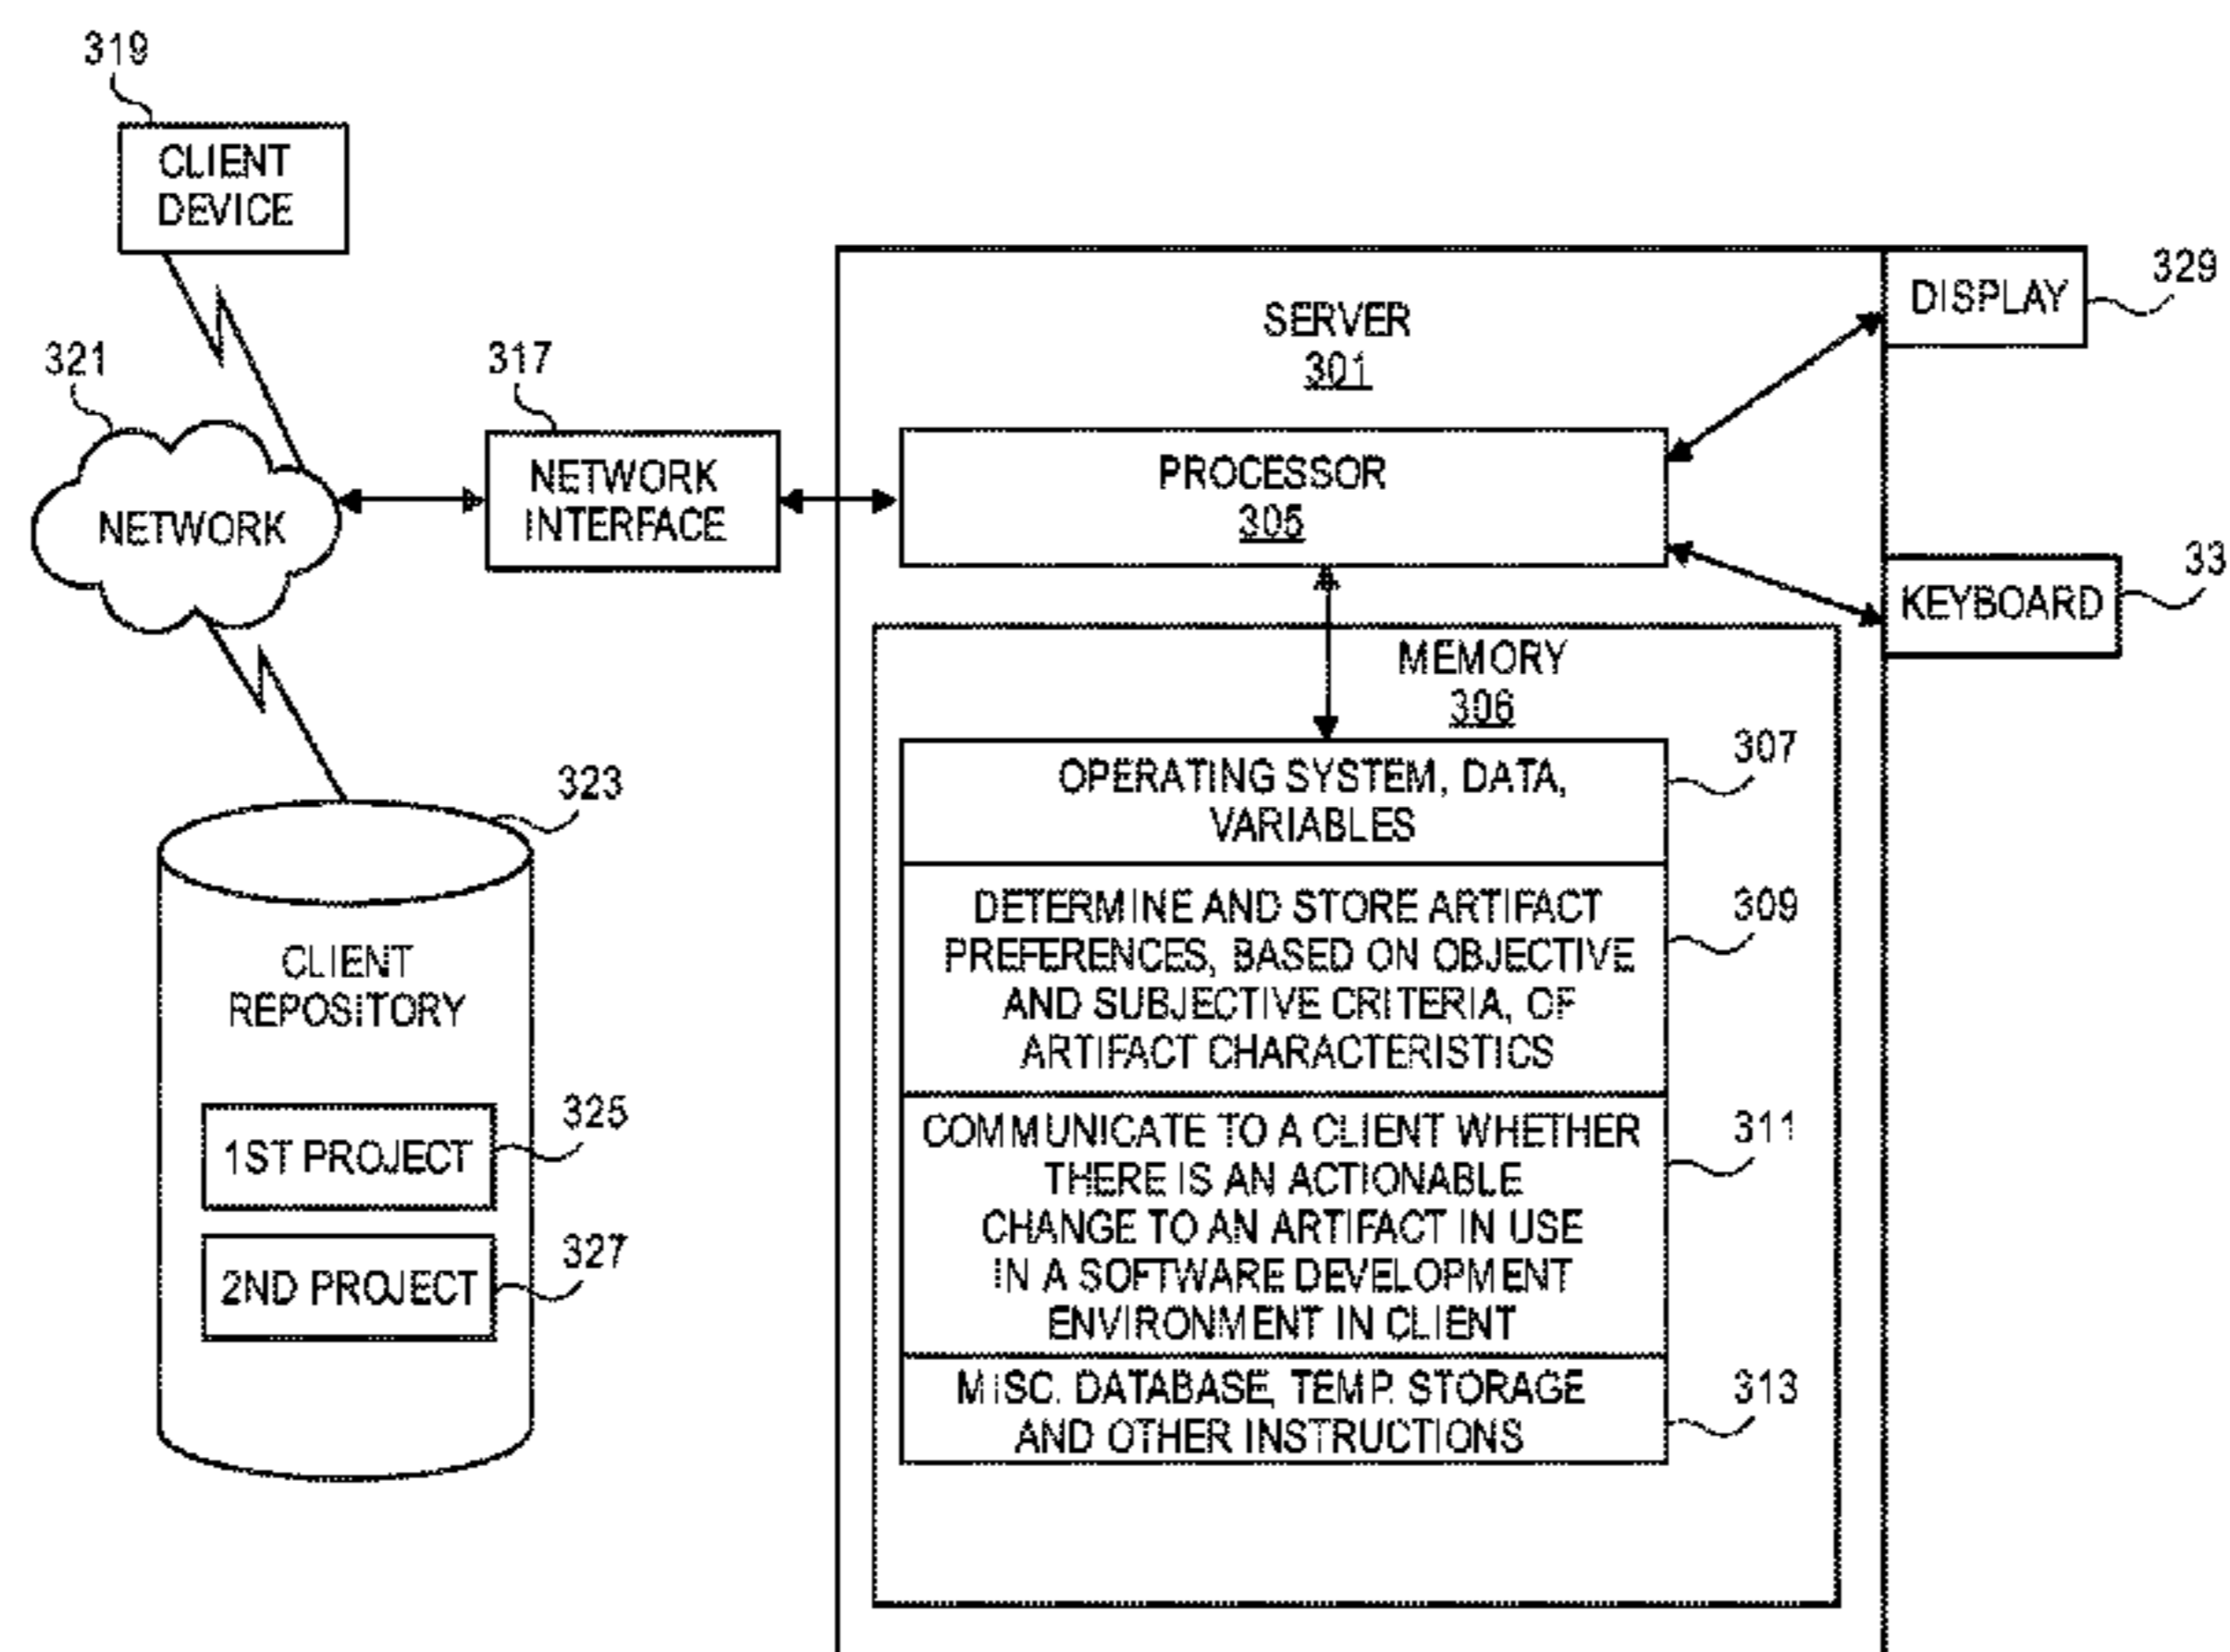 319
CLIENT
DEVICE
321
NETWORK
317
NETWORK
INTERFACE
323
CLIENT
REPOSITORY
1ST PROJECT
325
2ND PROJECT
327
SERVER
301
PROCESSOR
305
DISPLAY
329
KEYBOARD
33
MEMORY
306
OPERATING SYSTEM, DATA,
VARIABLES
307
DETERMINE AND STORE ARTIFACT
PREFERENCES, BASED ON OBJECTIVE
AND SUBJECTIVE CRITERIA, OF
ARTIFACT CHARACTERISTICS
309
COMMUNICATE TO A CLIENT WHETHER
THERE IS AN ACTIONABLE
CHANGE TO AN ARTIFACT IN USE
IN A SOFTWARE DEVELOPMENT
ENVIRONMENT IN CLIENT
311
MISC. DATABASE, TEMP. STORAGE
AND OTHER INSTRUCTIONS
313